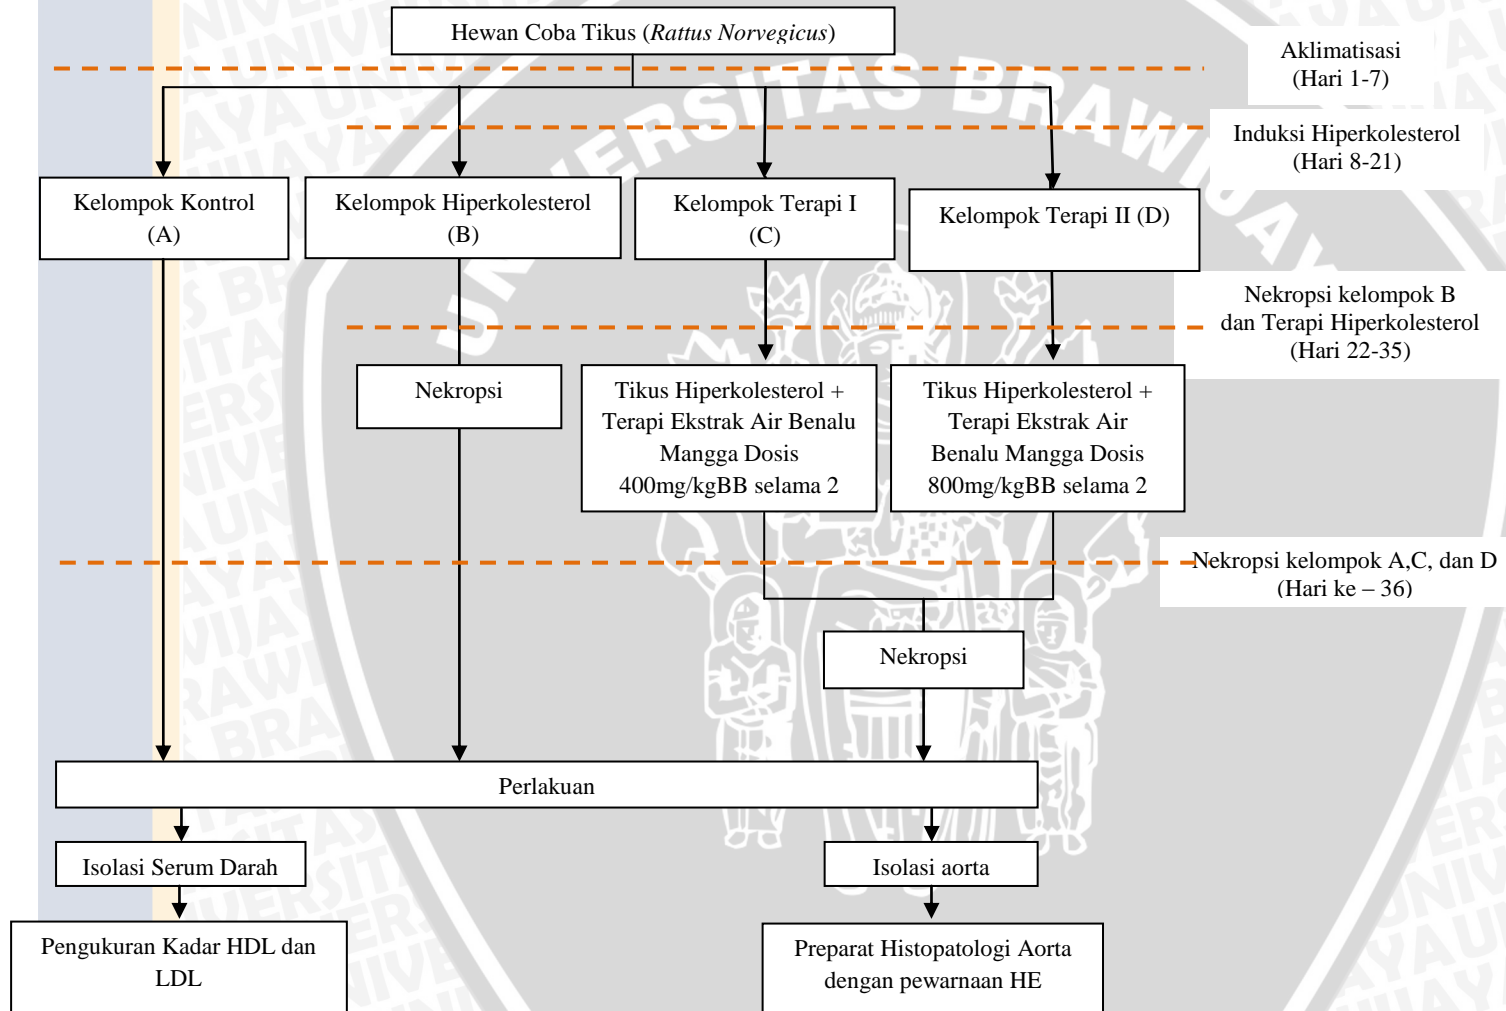 Hewan Coba Tikus (Rattus Norvegicus)
Aklimatisasi
(Hari 1-7)
Induksi Hiperkolesterol
(Hari 8-21)
Kelompok Kontrol
(A)
Kelompok Hiperkolesterol
(B)
Kelompok Terapi I
(C)
Kelompok Terapi II (D)
Nekropsi kelompok B
dan Terapi Hiperkolesterol
(Hari 22-35)
Nekropsi
Tikus Hiperkolesterol +
Terapi Ekstrak Air Benalu
Mangga Dosis
400mg/kgBB selama 2
Tikus Hiperkolesterol +
Terapi Ekstrak Air
Benalu Mangga Dosis
800mg/kgBB selama 2
Nekropsi kelompok A,C, dan D
(Hari ke – 36)
Nekropsi
Perlakuan
Isolasi Serum Darah
Isolasi aorta
Pengukuran Kadar HDL dan
LDL
Preparat Histopatologi Aorta
dengan pewarnaan HE
UNIVERSITAS BRAWIJAYA